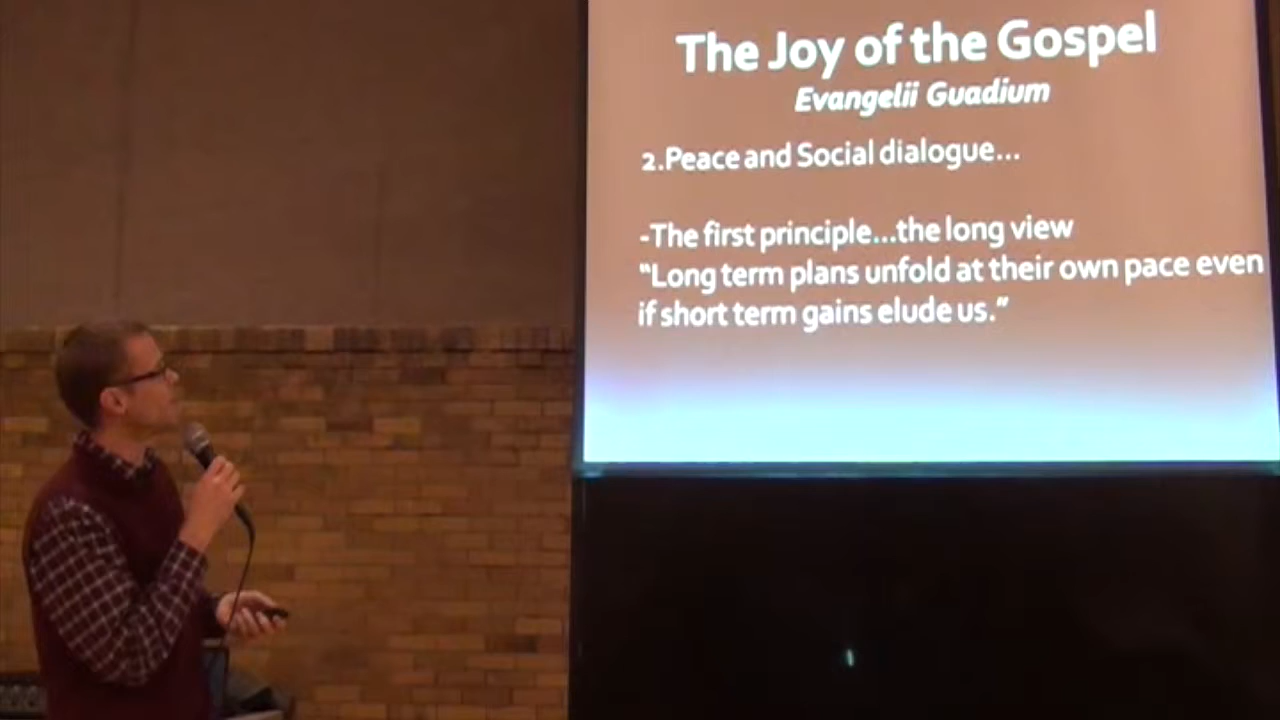 The Joy of the Gospel
Evangelii Guadium
2.Peace and Social dialogue...
-The first principle...the long view
“Long term plans unfold at their own pace even
if short term gains elude us.”